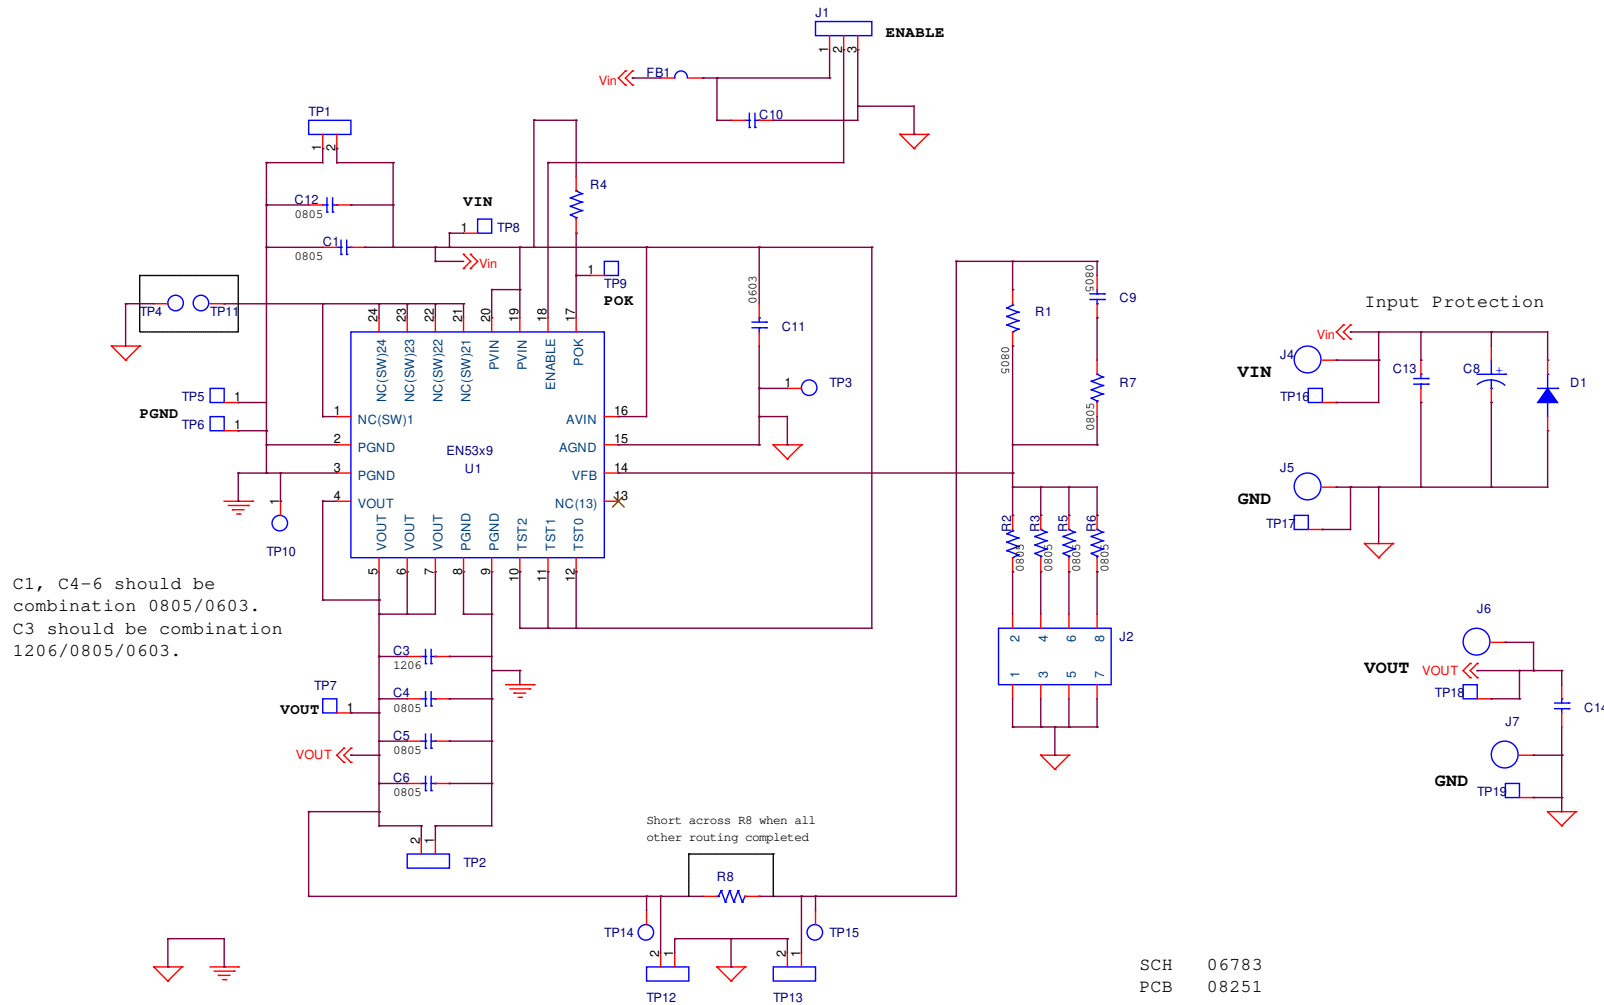 J1
ENABLE
1
2
3
Vin
FB1
C10
TP1
1
2
R4
C12
0805
VIN
1
TP8
C1
0805
Vin
1
TP9
POK
TP4
TP11
24
23
22
21
20
19
18
17
NC(SW)24
NC(SW)23
NC(SW)22
NC(SW)21
PVIN
PVIN
ENABLE
POK
0603
C11
1
TP3
TP5
1
PGND
TP6
1
1
NC(SW)1
2
PGND
3
PGND
4
VOUT
EN53x9
U1
AVIN
16
AGND
15
VFB
14
NC(13)
13
VOUT
VOUT
VOUT
PGND
PGND
TST2
TST1
TST0
5
6
7
8
9
10
11
12
1
TP10
C1, C4-6 should be
combination 0805/0603.
C3 should be combination
1206/0805/0603.
C3
1206
C4
0805
C5
0805
C6
0805
TP7
VOUT
1
VOUT
2
1
TP2
Short across R8 when all
other routing completed
R8
TP14
TP15
2
1
2
1
TP12
TP13
R1
0805
0805
C9
R7
0805
R2
R3
R5
R6
0805
0805
0805
0805
2
4
6
8
J2
1
3
5
7
Input Protection
Vin
J4
VIN
TP16
C13
C8
+
D1
J5
GND
TP17
J6
VOUT
VOUT
TP18
C14
J7
GND
TP19
SCH 06783
PCB 08251